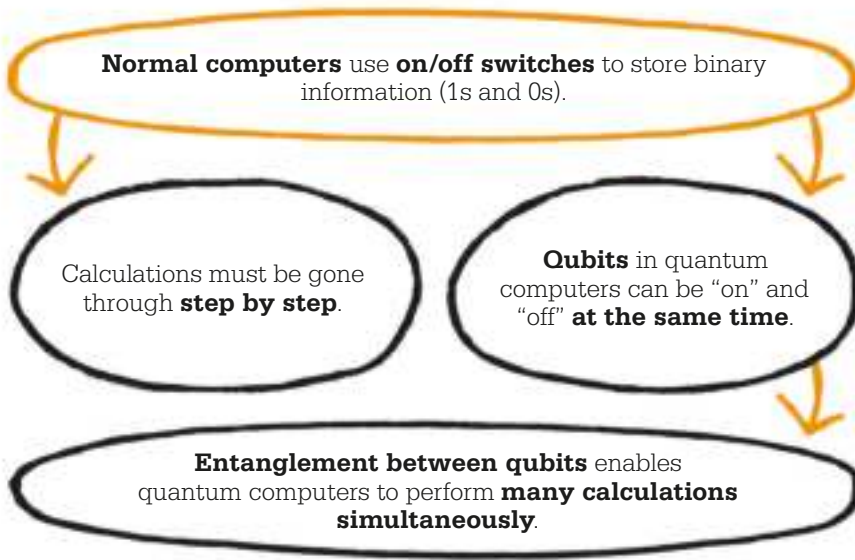 Normal computers use on/off switches to store binary
information (1s and 0s).
Calculations must be gone
through step by step.
Qubits in quantum
computers can be “on” and
“off” at the same time.
Entanglement between qubits enables
quantum computers to perform many calculations
simultaneously.